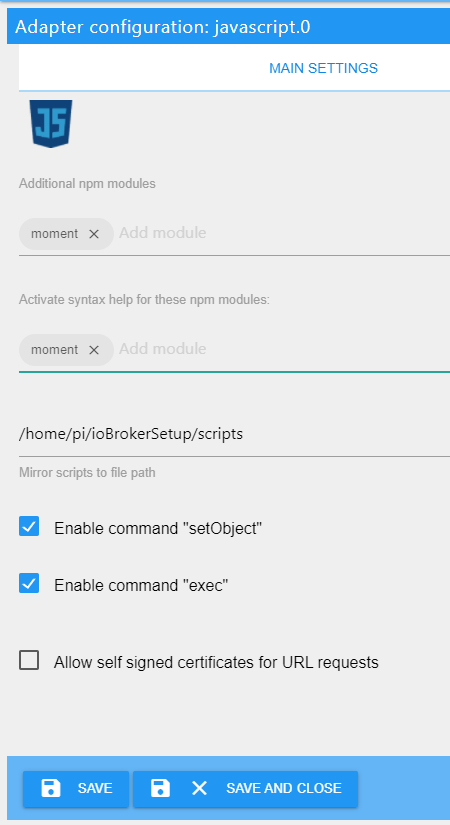 Adapter configuration: javascript.0
MAIN SETTINGS
JS
Additional npm modules
moment × Add module
Activate syntax help for these npm modules:
moment × Add module
/home/pi/ioBrokerSetup/scripts
Mirror scripts to file path
Enable command "setObject"
Enable command "exec"
Allow self signed certificates for URL requests
SAVE SAVE AND CLOSE